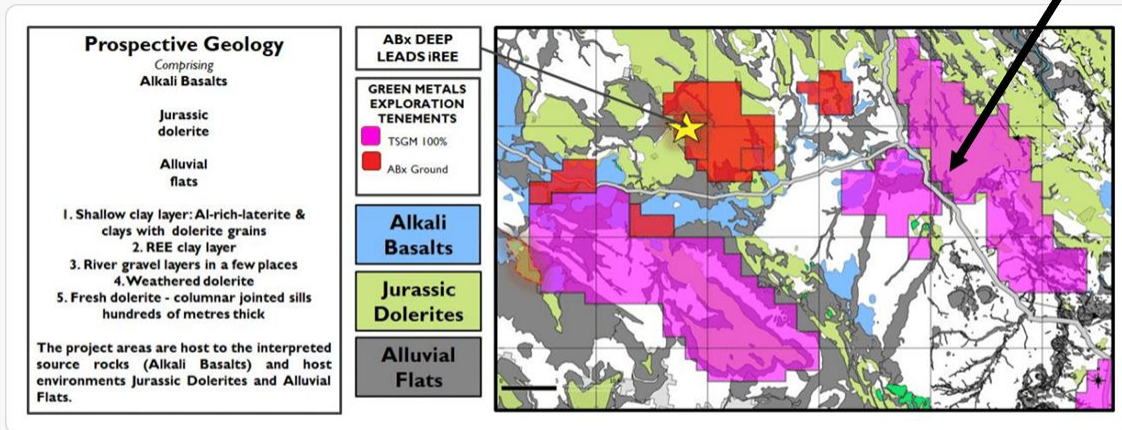 Prospective Geology
Comprising
Alkali Basalts
Jurassic
dolerite
Alluvial
flats
1. Shallow clay layer: Al-rich-laterite &
clays with dolerite grains
2. REE clay layer
3. River gravel layers in a few places
4. Weathered dolerite
5. Fresh dolerite - columnar jointed sills
hundreds of metres thick
The project areas are host to the interpreted
source rocks (Alkali Basalts) and host
environments Jurassic Dolerites and Alluvial
Flats.
ABx DEEP
LEADS iREE
GREEN METALS
EXPLORATION
TENEMENTS
TSGM 100%
ABx Ground
Alkali
Basalts
Jurassic
Dolerites
Alluvial
Flats